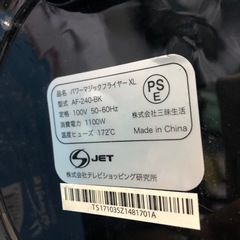 品名 パワーマジックフライヤーXL
型式 AF-240-BK
定格 100V 50-60Hz
消費電力 1100W
温度ヒューズ 172℃
PS
E
株式会社三味生活
Made in China
JET
株式会社テレビショッピング研究所
TS17103SZ1481701A